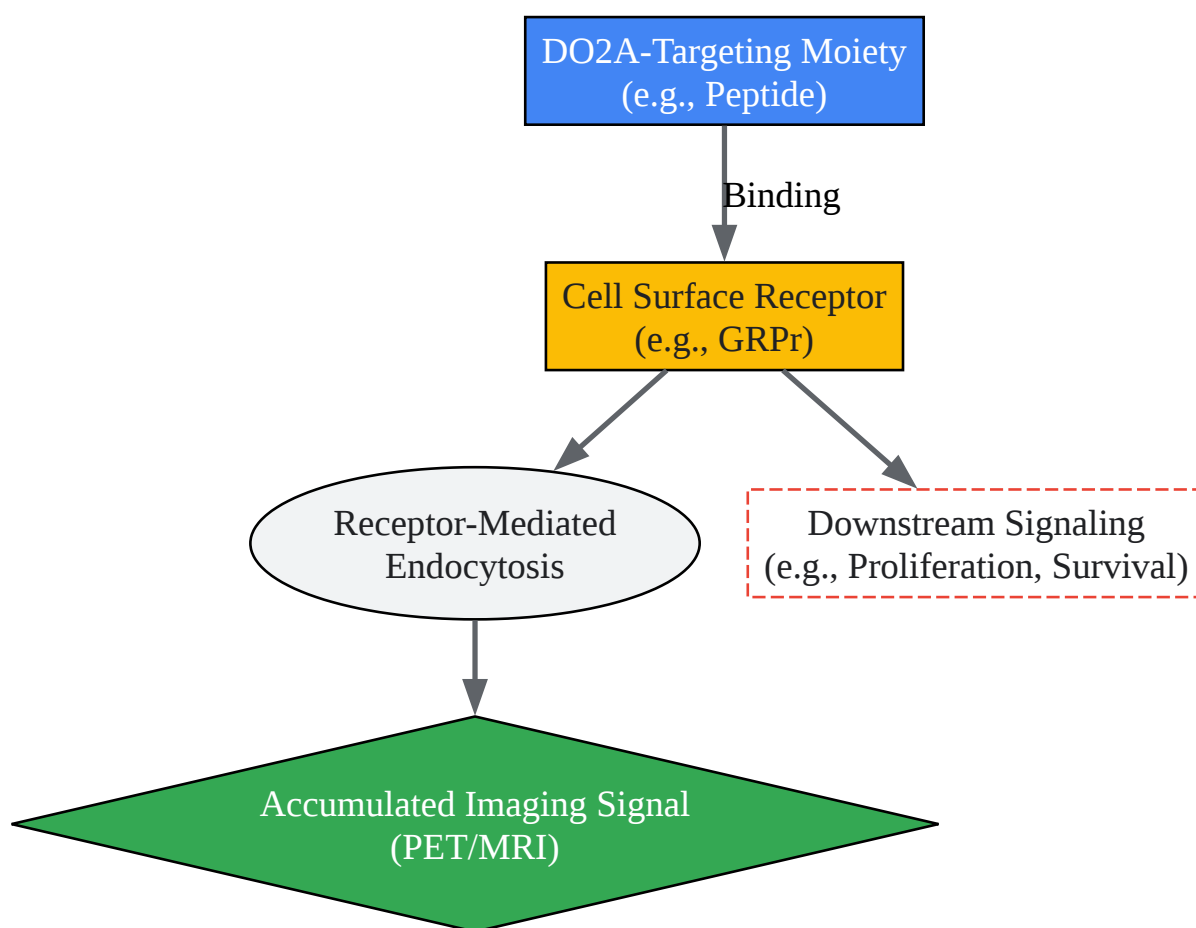 DO2A-Targeting Moiety
(e.g., Peptide)
Binding
Cell Surface Receptor
(e.g., GRPr)
Receptor-Mediated
Endocytosis
Downstream Signaling
(e.g., Proliferation, Survival)
Accumulated Imaging Signal
(PET/MRI)